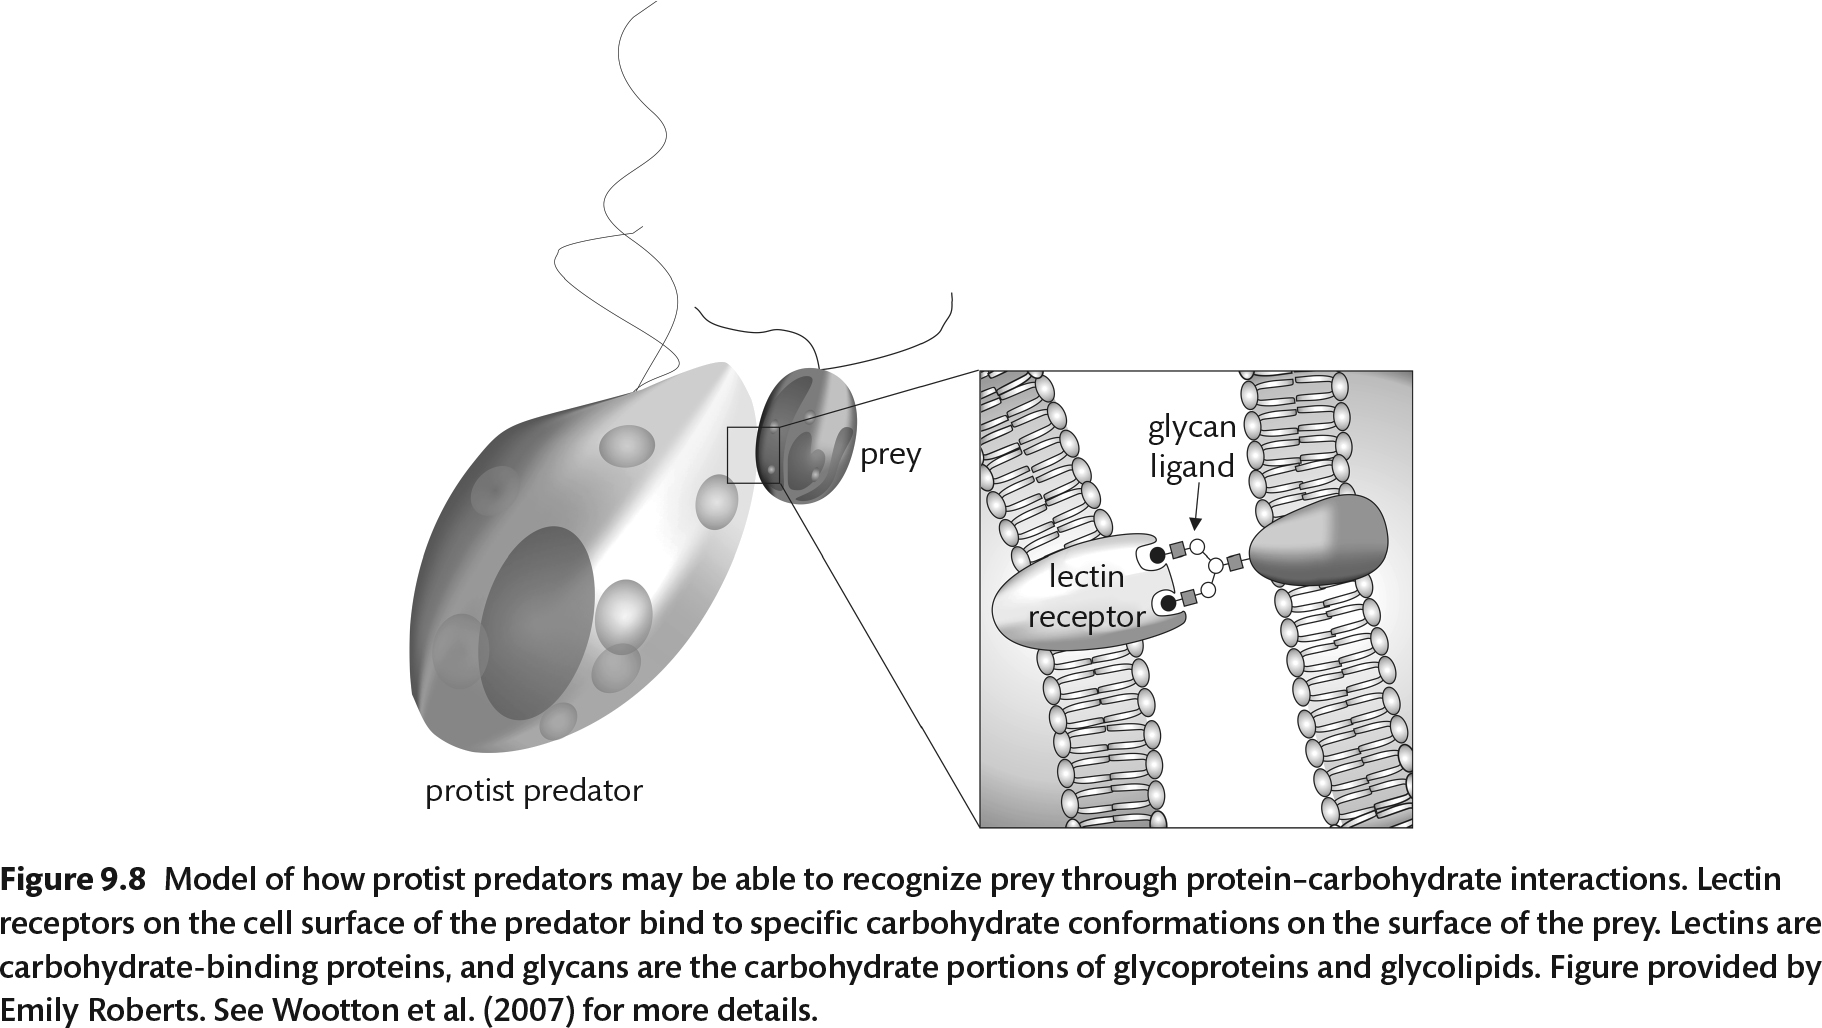 glycan
ligand
prey
lectin
receptor
protist predator
Figure 9.8 Model of how protist predators may be able to recognize prey through protein–carbohydrate interactions. Lectin
receptors on the cell surface of the predator bind to specific carbohydrate conformations on the surface of the prey. Lectins are
carbohydrate-binding proteins, and glycans are the carbohydrate portions of glycoproteins and glycolipids. Figure provided by
Emily Roberts. See Wootton et al. (2007) for more details.